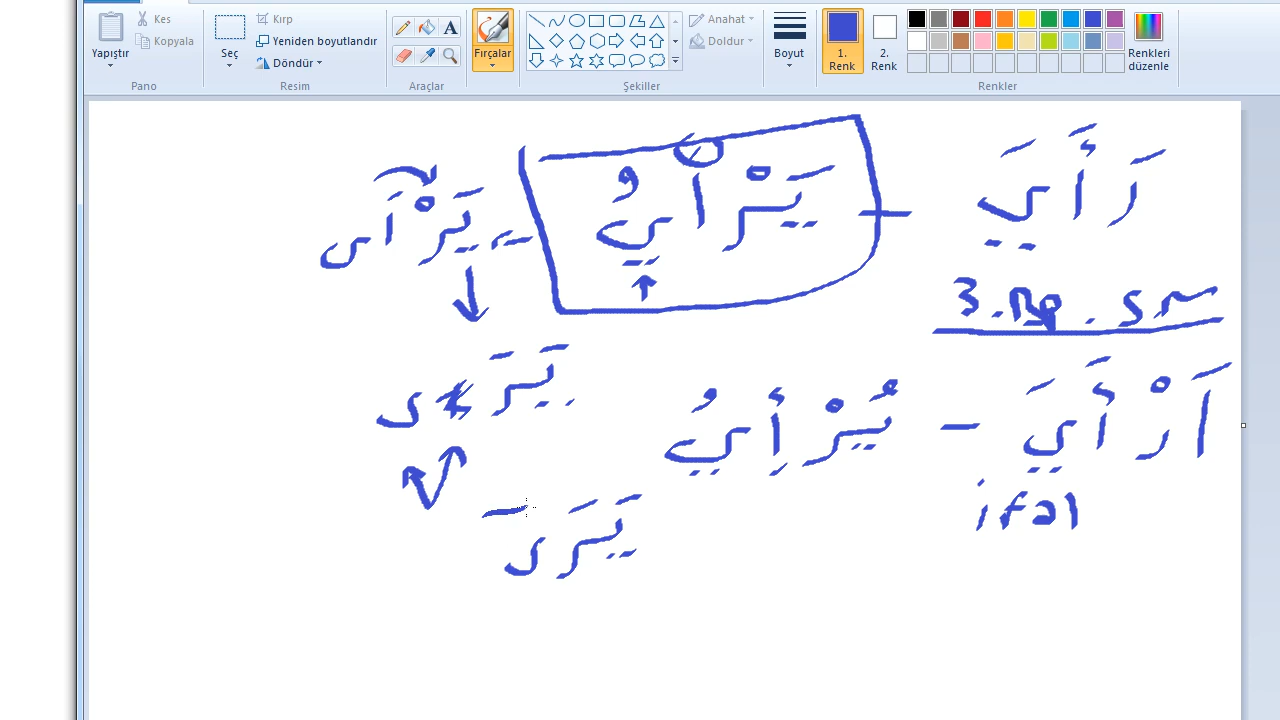 Kes
Kopyala
Yapıştır
Pano
Seç
Kırp
Yeniden boyutlandır
Döndür
Resim
A
Araçlar
Fırçalar
Anahat
Doldur
Şekiller
Boyut
1. Renk
2. Renk
Renkleri düzenle
Renkler
رَأَيَ – يَرْأَيُ – يَرْأَى
3.
أَرْأَيَ – يُرْأِيُ
يَرَ ى
ifal
يَرَى